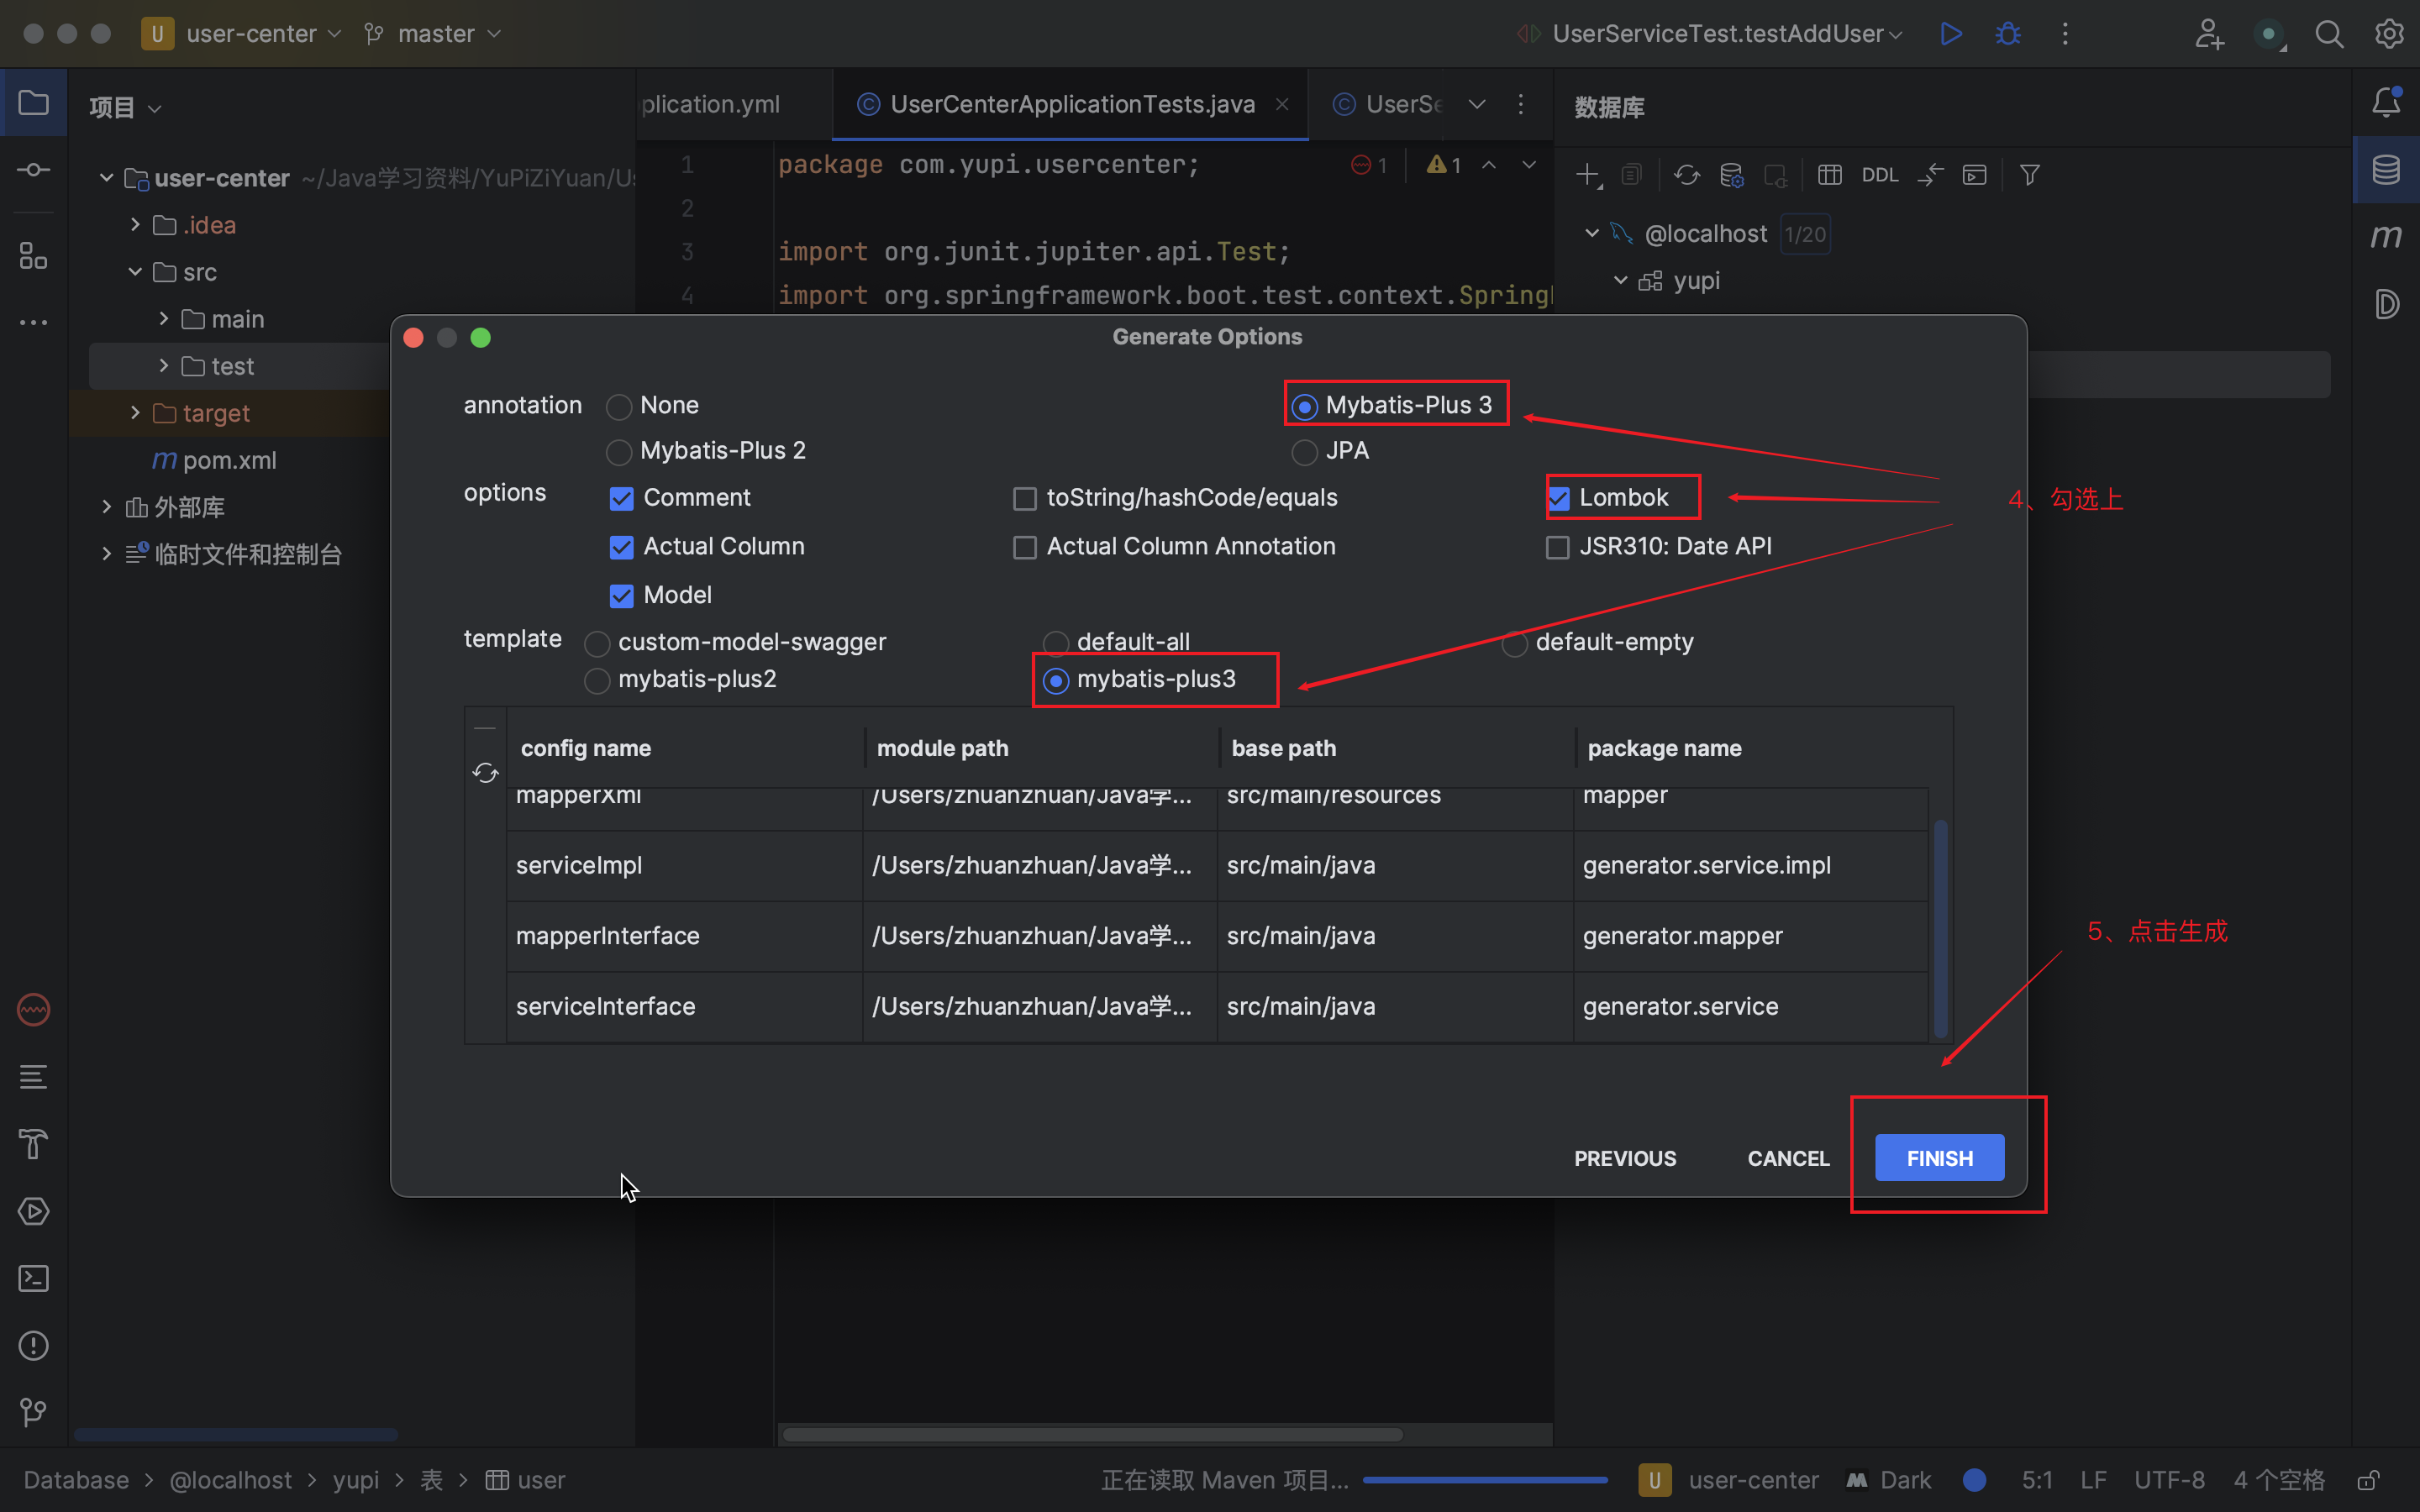 U user-center master UserServiceTest.testAddUser
项目
plication.yml UserCenterApplicationTests.java UserSe 数据库
user-center ~/Java学习资料/YuPiZiYuan/Us
.idea
src
main
test
target
m pom.xml
外部库
临时文件和控制台
1 package com.yupi.usercenter; 1 1
2
3 import org.junit.jupiter.api.Test;
4 import org.springframework.boot.test.context.Spring
DDL
@localhost 1/20
yupi
m
D
Generate Options
annotation None Mybatis-Plus 3
Mybatis-Plus 2 JPA
options Comment toString/hashCode/equals Lombok
4、勾选上
Actual Column Actual Column Annotation JSR310: Date API
Model
template custom-model-swagger default-all default-empty
mybatis-plus2 mybatis-plus3
config name module path base path package name
mapperXml /Users/zhuanzhuan/Java学... src/main/resources mapper
serviceImpl /Users/zhuanzhuan/Java学... src/main/java generator.service.impl
mapperInterface /Users/zhuanzhuan/Java学... src/main/java generator.mapper
5、点击生成
serviceInterface /Users/zhuanzhuan/Java学... src/main/java generator.service
PREVIOUS CANCEL FINISH
Database > @localhost > yupi > 表 > user 正在读取 Maven 项目... U user-center Dark 5:1 LF UTF-8 4 个空格